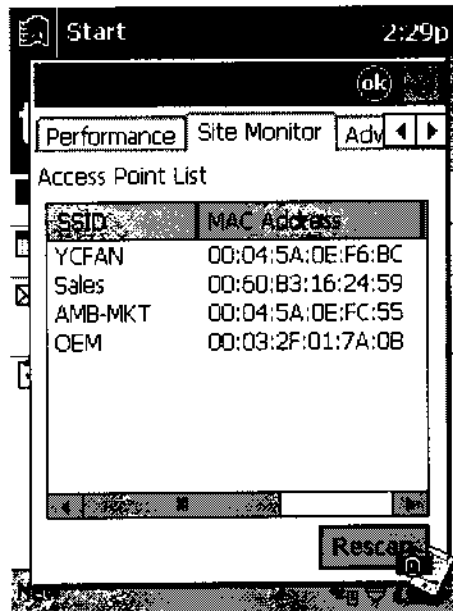 Start 2:29p
ok
Performance Site Monitor Adv
Access Point List
SSID MAC Address
YCFAN 00:04:5A:0E:F6:BC
Sales 00:60:B3:16:24:59
AMB-MKT 00:04:5A:0E:FC:55
OEM 00:03:2F:01:7A:0B
Rescan
New